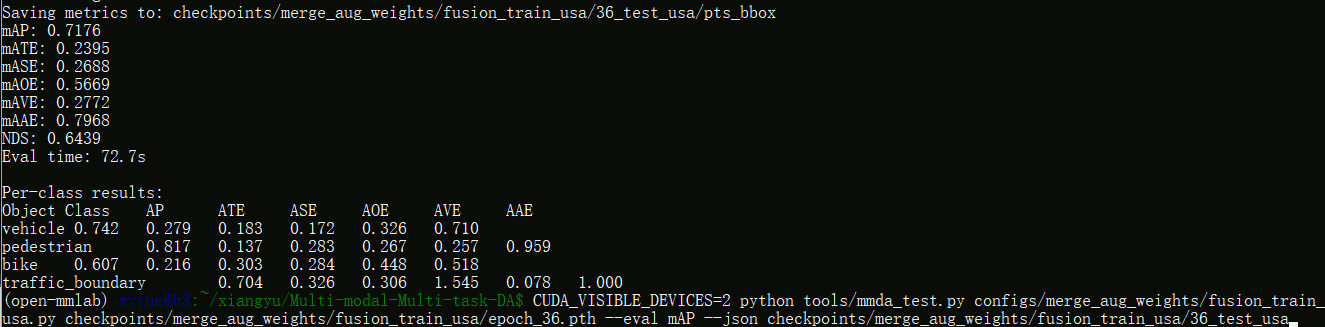 Saving metrics to: checkpoints/merge_aug_weights/fusion_train_usa/36_test_usa/pts_bbox
mAP: 0.7176
mATE: 0.2395
mASE: 0.2688
mAOE: 0.5669
mAVE: 0.2772
mAAE: 0.7968
NDS: 0.6439
Eval time: 72.7s

Per-class results:
Object Class    AP      ATE     ASE     AOE     AVE     AAE
vehicle 0.742   0.279   0.183   0.172   0.326   0.710
pedestrian      0.817   0.137   0.283   0.267   0.257   0.959
bike    0.607   0.216   0.303   0.284   0.448   0.518
traffic_boundary        0.704   0.326   0.306   1.545   0.078   1.000
(open-mmlab) xyyue@b3:~/xiangyu/Multi-modal-Multi-task-DA$ CUDA_VISIBLE_DEVICES=2 python tools/mmda_test.py configs/merge_aug_weights/fusion_train_
usa.py checkpoints/merge_aug_weights/fusion_train_usa/epoch_36.pth --eval mAP --json checkpoints/merge_aug_weights/fusion_train_usa/36_test_usa